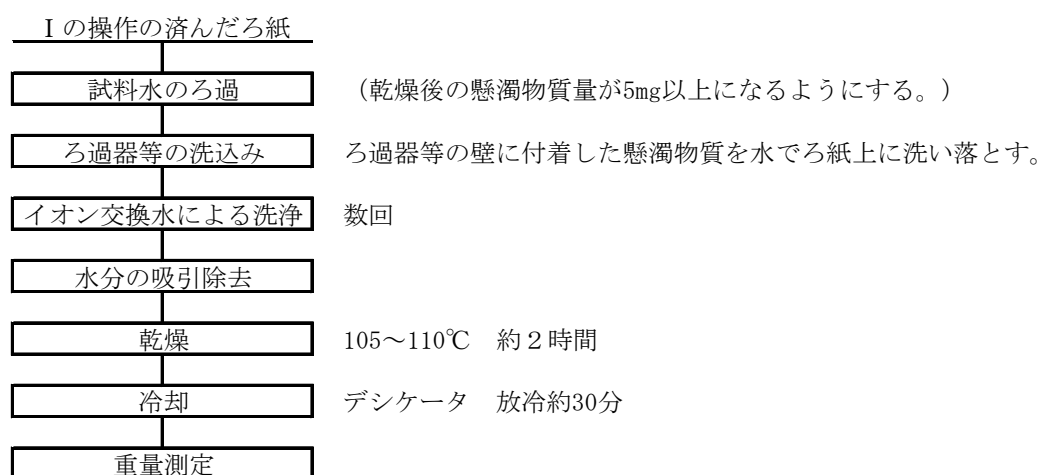 Ⅰの操作の済んだろ紙
試料水のろ過 (乾燥後の懸濁物質量が5mg以上になるようにする。)
ろ過器等の洗込み ろ過器等の壁に付着した懸濁物質を水でろ紙上に洗い落とす。
イオン交換水による洗浄 数回
水分の吸引除去
乾燥 105～110℃ 約２時間
冷却 デシケータ 放冷約30分
重量測定